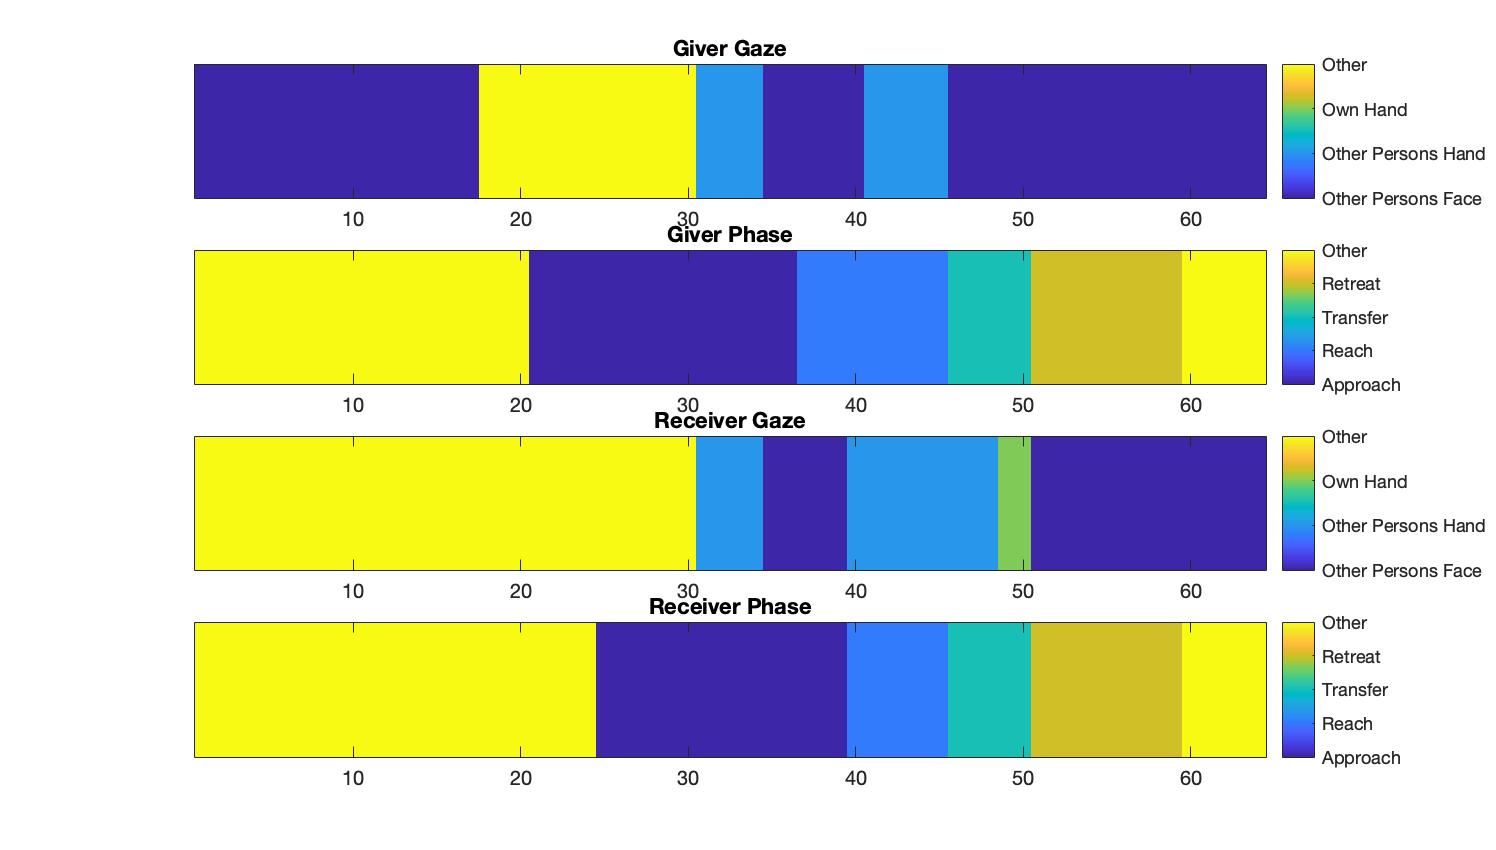 Giver Gaze
Other
Own Hand
Other Persons Hand
Other Persons Face
10 20 30 40 50 60
Giver Phase
Other
Retreat
Transfer
Reach
Approach
10 20 30 40 50 60
Receiver Gaze
Other
Own Hand
Other Persons Hand
Other Persons Face
10 20 30 40 50 60
Receiver Phase
Other
Retreat
Transfer
Reach
Approach
10 20 30 40 50 60